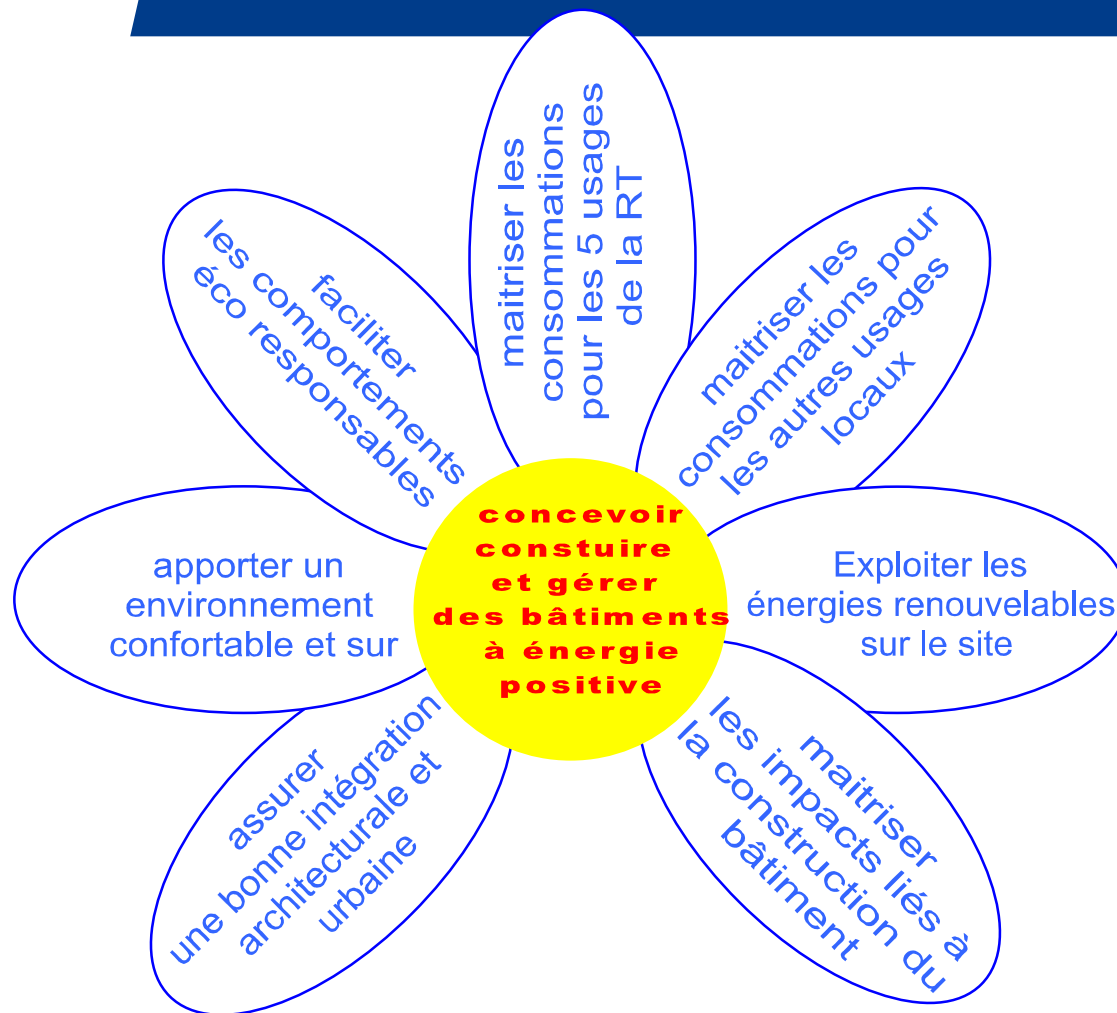 maitriser les
consommations
pour les 5 usages
de la RT
maitriser les
consommations pour
les autres usages
locaux
Exploiter les
énergies renouvelables
sur le site
maitriser
les impacts liés à
la construction du
bâtiment
assurer
une bonne intégration
architecturale et
urbaine
apporter un
environnement
confortable et sur
faciliter
les comportements
éco responsables
concevoir
constuire
et gérer
des bâtiments
à énergie
positive